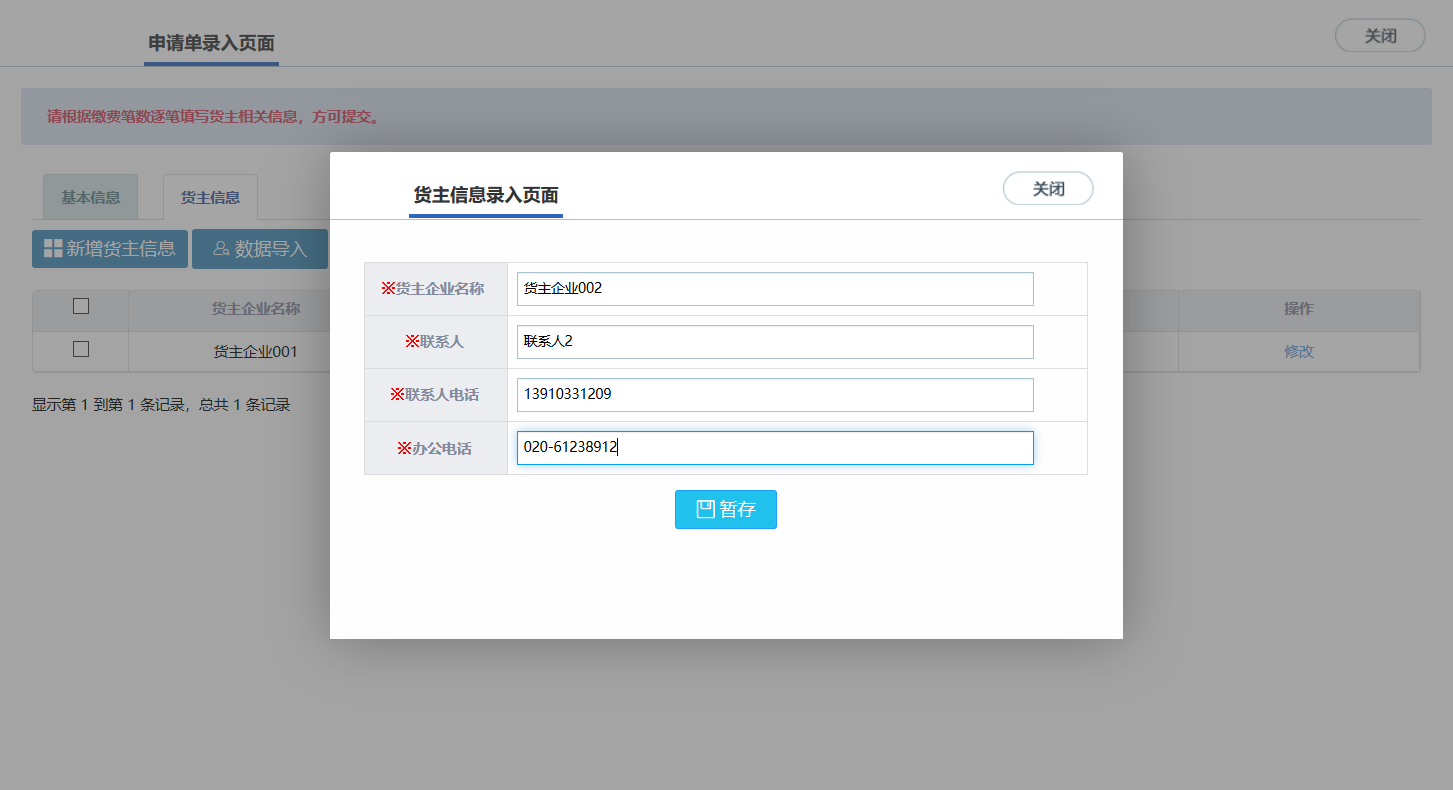 申请单录入页面
关闭
请根据缴费笔数逐笔填写货主相关信息，方可提交。
基本信息 货主信息
新增货主信息 数据导入
货主企业名称 操作
货主企业001 修改
显示第 1 到第 1 条记录，总共 1 条记录
货主信息录入页面
关闭
※货主企业名称 货主企业002
※联系人 联系人2
※联系人电话 13910331209
※办公电话 020-61238912
暂存